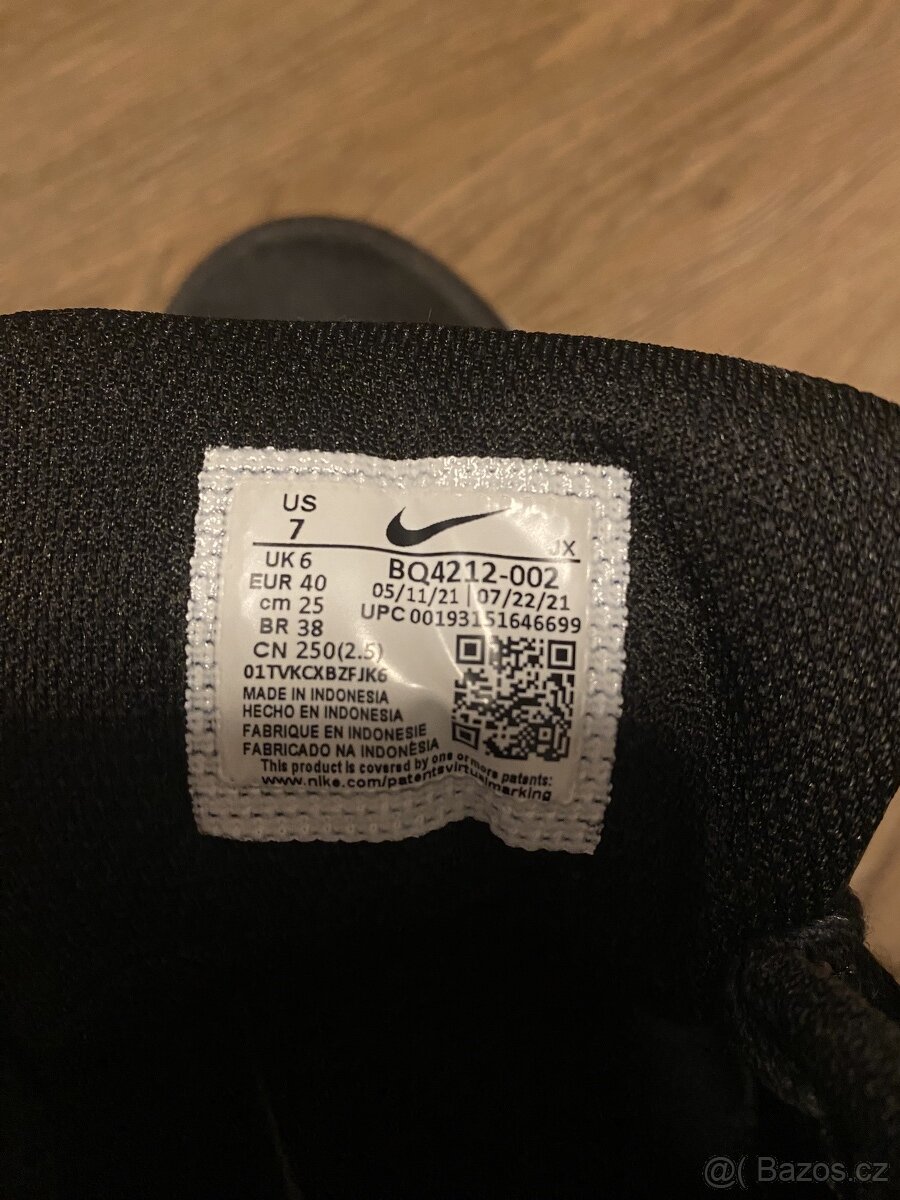 US
7
JX
UK 6
EUR 40
cm 25
BR 38
CN 250(2.5)
BQ4212-002
05/11/21 | 07/22/21
UPC 00193151646699
01TVKCXBZFJK6
MADE IN INDONESIA
HECHO EN INDONESIA
FABRIQUE EN INDONESIE
FABRICADO NA INDONÉSIA
This product is covered by one or more patents:
www.nike.com/patentsvirtualmarking
@( Bazos.cz